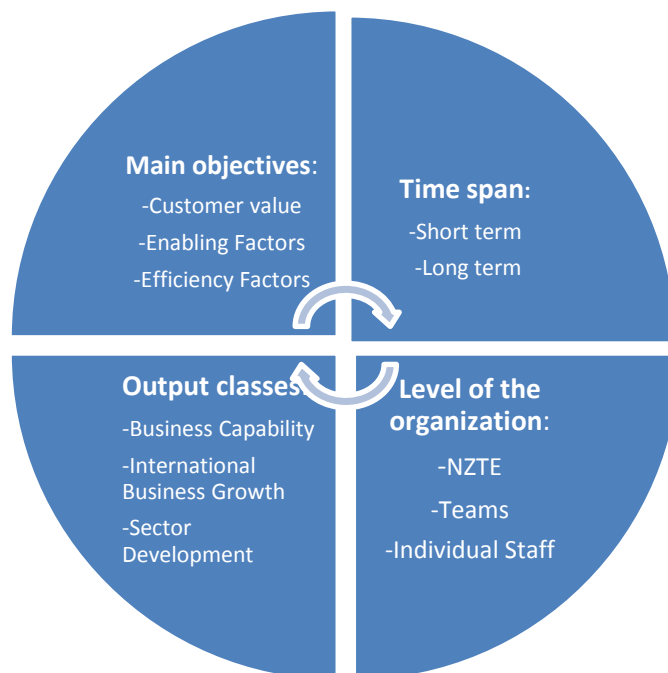 Main objectives:
-Customer value
-Enabling Factors
-Efficiency Factors
Time span:
-Short term
-Long term
Output classes:
-Business Capability
-International
Business Growth
-Sector
Development
Level of the
organization:
-NZTE
-Teams
-Individual Staff